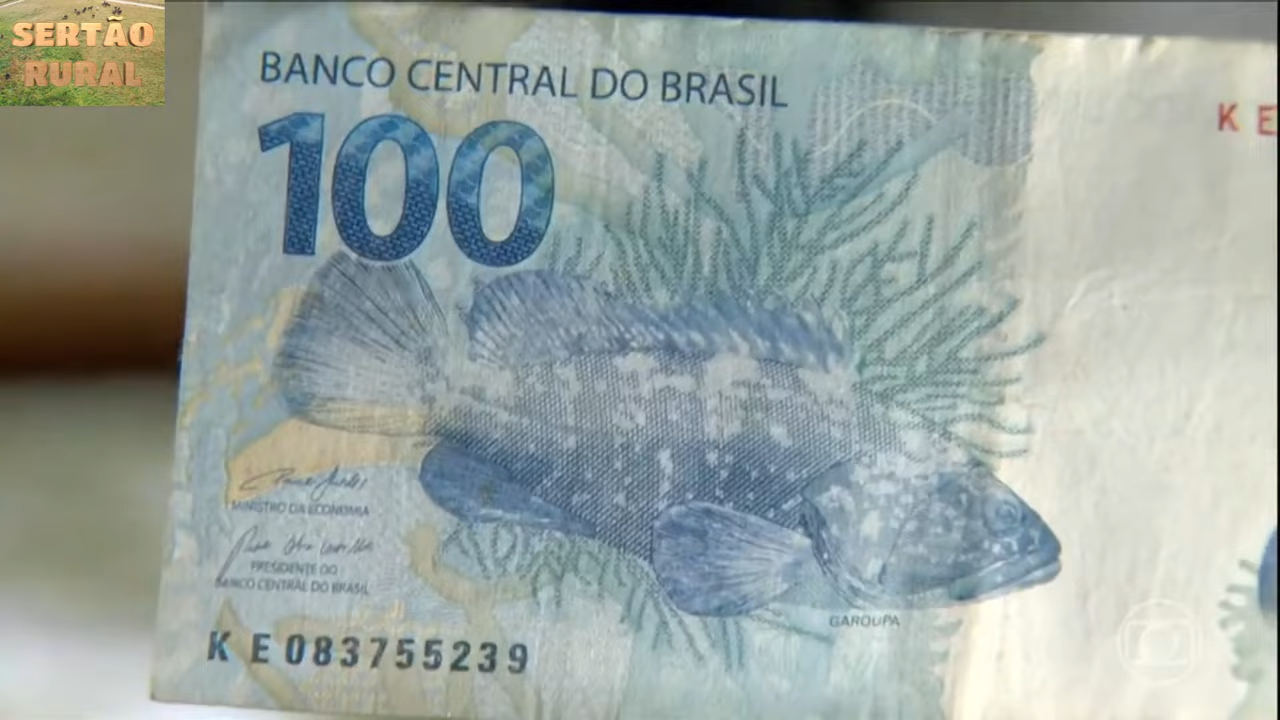 SERTÃO
RURAL
BANCO CENTRAL DO BRASIL
100
K E
MINISTRO DA ECONOMIA
PRESIDENTE DO
BANCO CENTRAL DO BRASIL
GAROUPA
K E 083755239